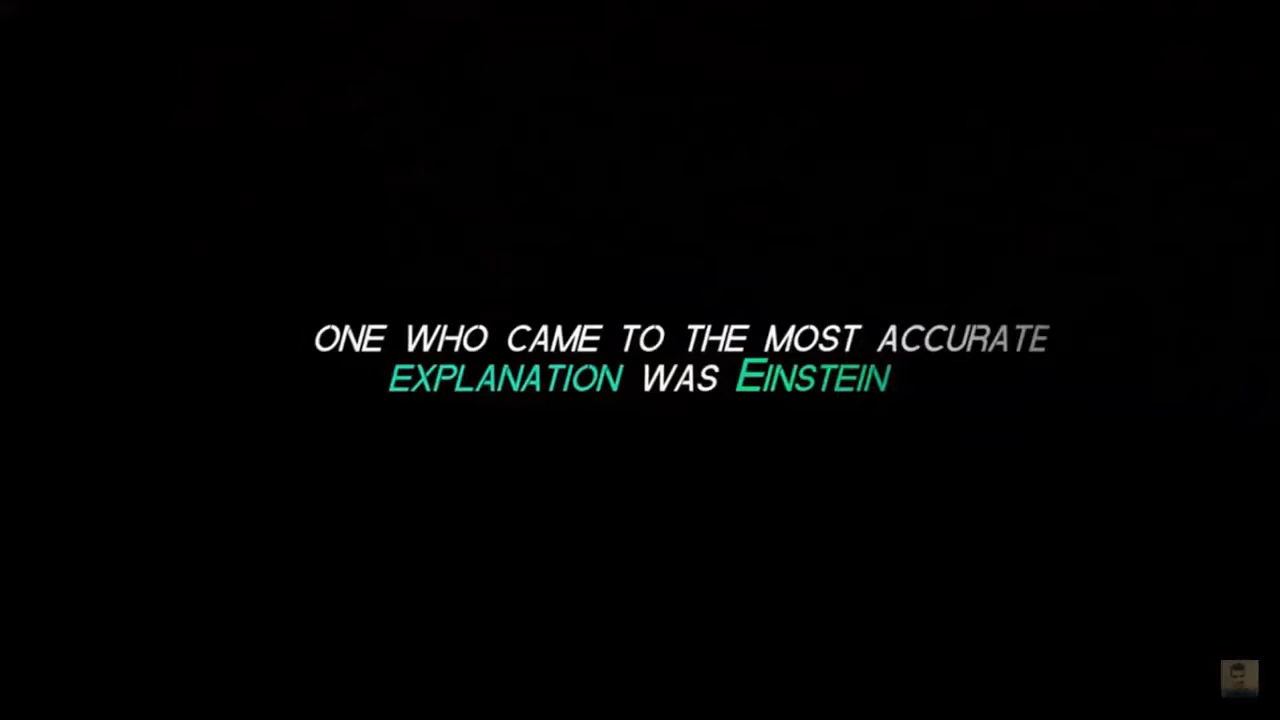 ONE WHO CAME TO THE MOST ACCURATE
EXPLANATION WAS EINSTEIN